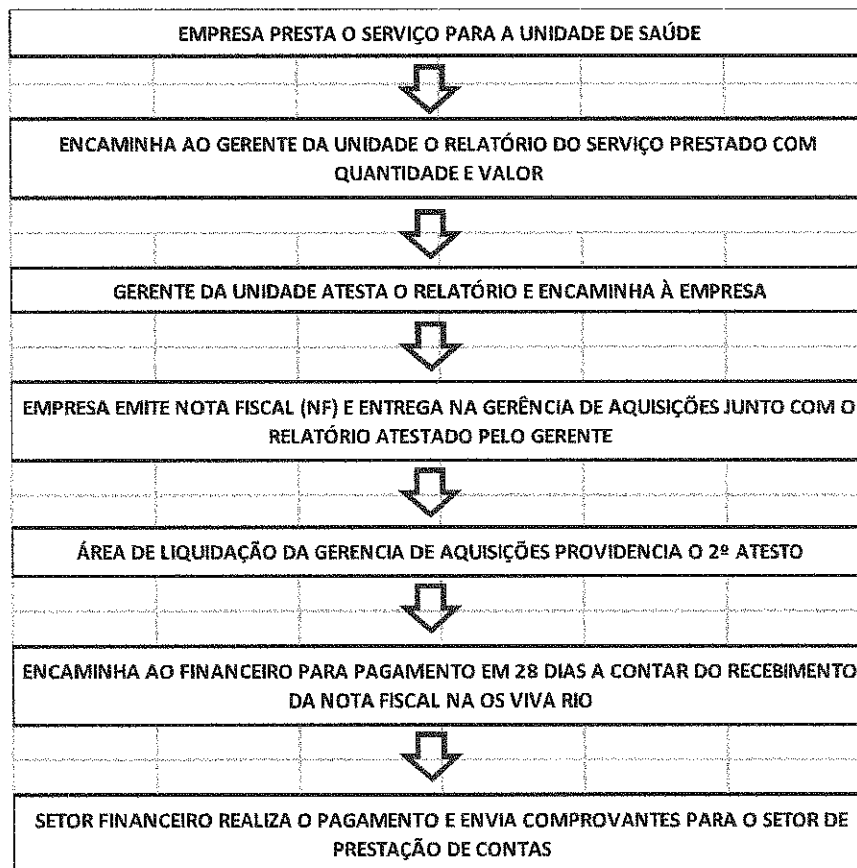 EMPRESA PRESTA O SERVIÇO PARA A UNIDADE DE SAÚDE
ENCAMINHA AO GERENTE DA UNIDADE O RELATÓRIO DO SERVIÇO PRESTADO COM
QUANTIDADE E VALOR
GERENTE DA UNIDADE ATESTA O RELATÓRIO E ENCAMINHA À EMPRESA
EMPRESA EMITE NOTA FISCAL (NF) E ENTREGA NA GERÊNCIA DE AQUISIÇÕES JUNTO COM O
RELATÓRIO ATESTADO PELO GERENTE
ÁREA DE LIQUIDAÇÃO DA GERENCIA DE AQUISIÇÕES PROVIDENCIA O 2º ATESTO
ENCAMINHA AO FINANCEIRO PARA PAGAMENTO EM 28 DIAS A CONTAR DO RECEBIMENTO
DA NOTA FISCAL NA OS VIVA RIO
SETOR FINANCEIRO REALIZA O PAGAMENTO E ENVIA COMPROVANTES PARA O SETOR DE
PRESTAÇÃO DE CONTAS